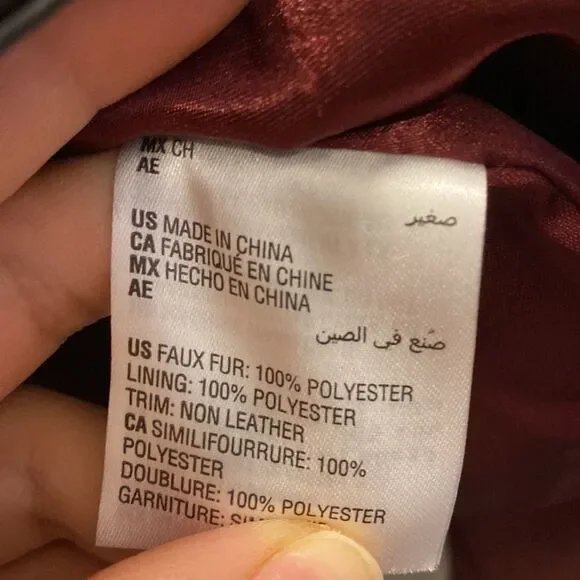 MX CH
AE
صغير
US MADE IN CHINA
CA FABRIQUÉ EN CHINE
MX HECHO EN CHINA
AE
صنع في الصين
US FAUX FUR: 100% POLYESTER
LINING: 100% POLYESTER
TRIM: NON LEATHER
CA SIMILIFOURRURE: 100%
POLYESTER
DOUBLURE: 100% POLYESTER
GARNITURE: